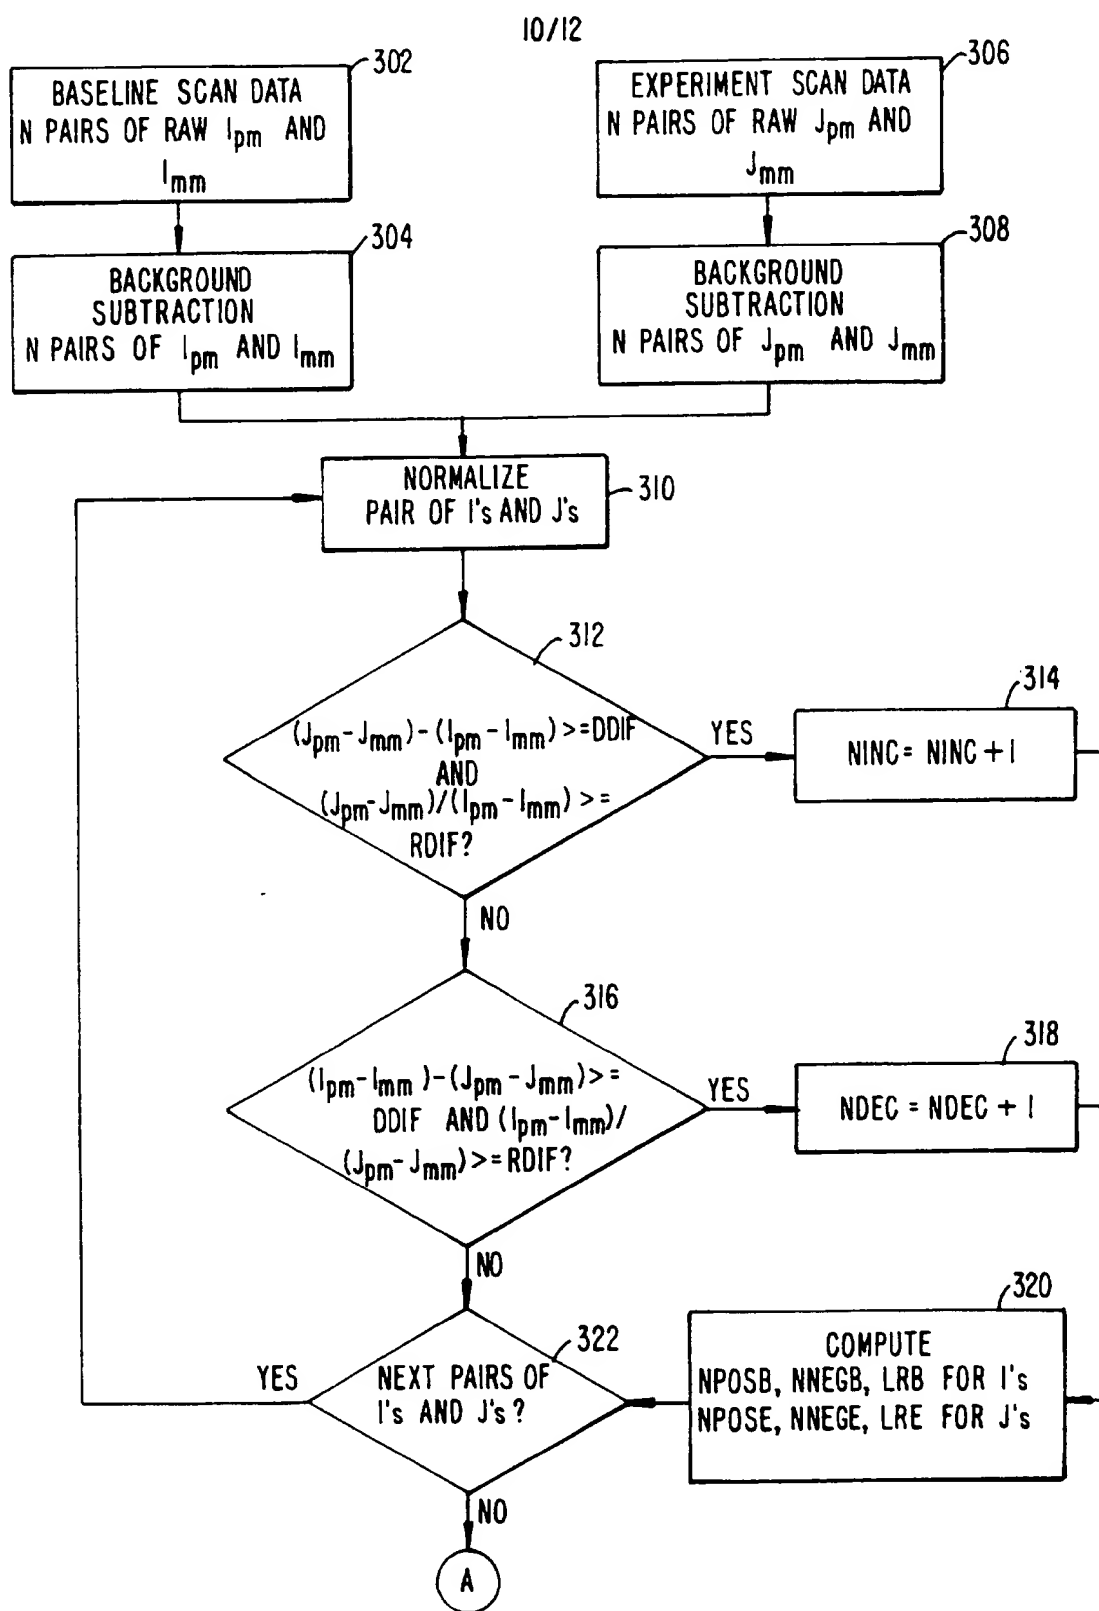 10/12
302
BASELINE SCAN DATA
N PAIRS OF RAW Ipm AND
Imm
306
EXPERIMENT SCAN DATA
N PAIRS OF RAW Jpm AND
Jmm
304
BACKGROUND
SUBTRACTION
N PAIRS OF Ipm AND Imm
308
BACKGROUND
SUBTRACTION
N PAIRS OF Jpm AND Jmm
NORMALIZE
PAIR OF I's AND J's
310
312
(Jpm-Jmm)-(Ipm-Imm)>=DDIF
AND
(Jpm-Jmm)/(Ipm-Imm)>=
RDIF?
YES
314
NINC=NINC+1
NO
316
(Ipm-Imm)-(Jpm-Jmm)>=
DDIF AND (Ipm-Imm)/
(Jpm-Jmm)>=RDIF?
YES
318
NDEC=NDEC+1
NO
320
COMPUTE
NPOSB, NNEGB, LRB FOR I's
NPOSE, NNEGE, LRE FOR J's
322
NEXT PAIRS OF
I's AND J's?
YES
NO
A